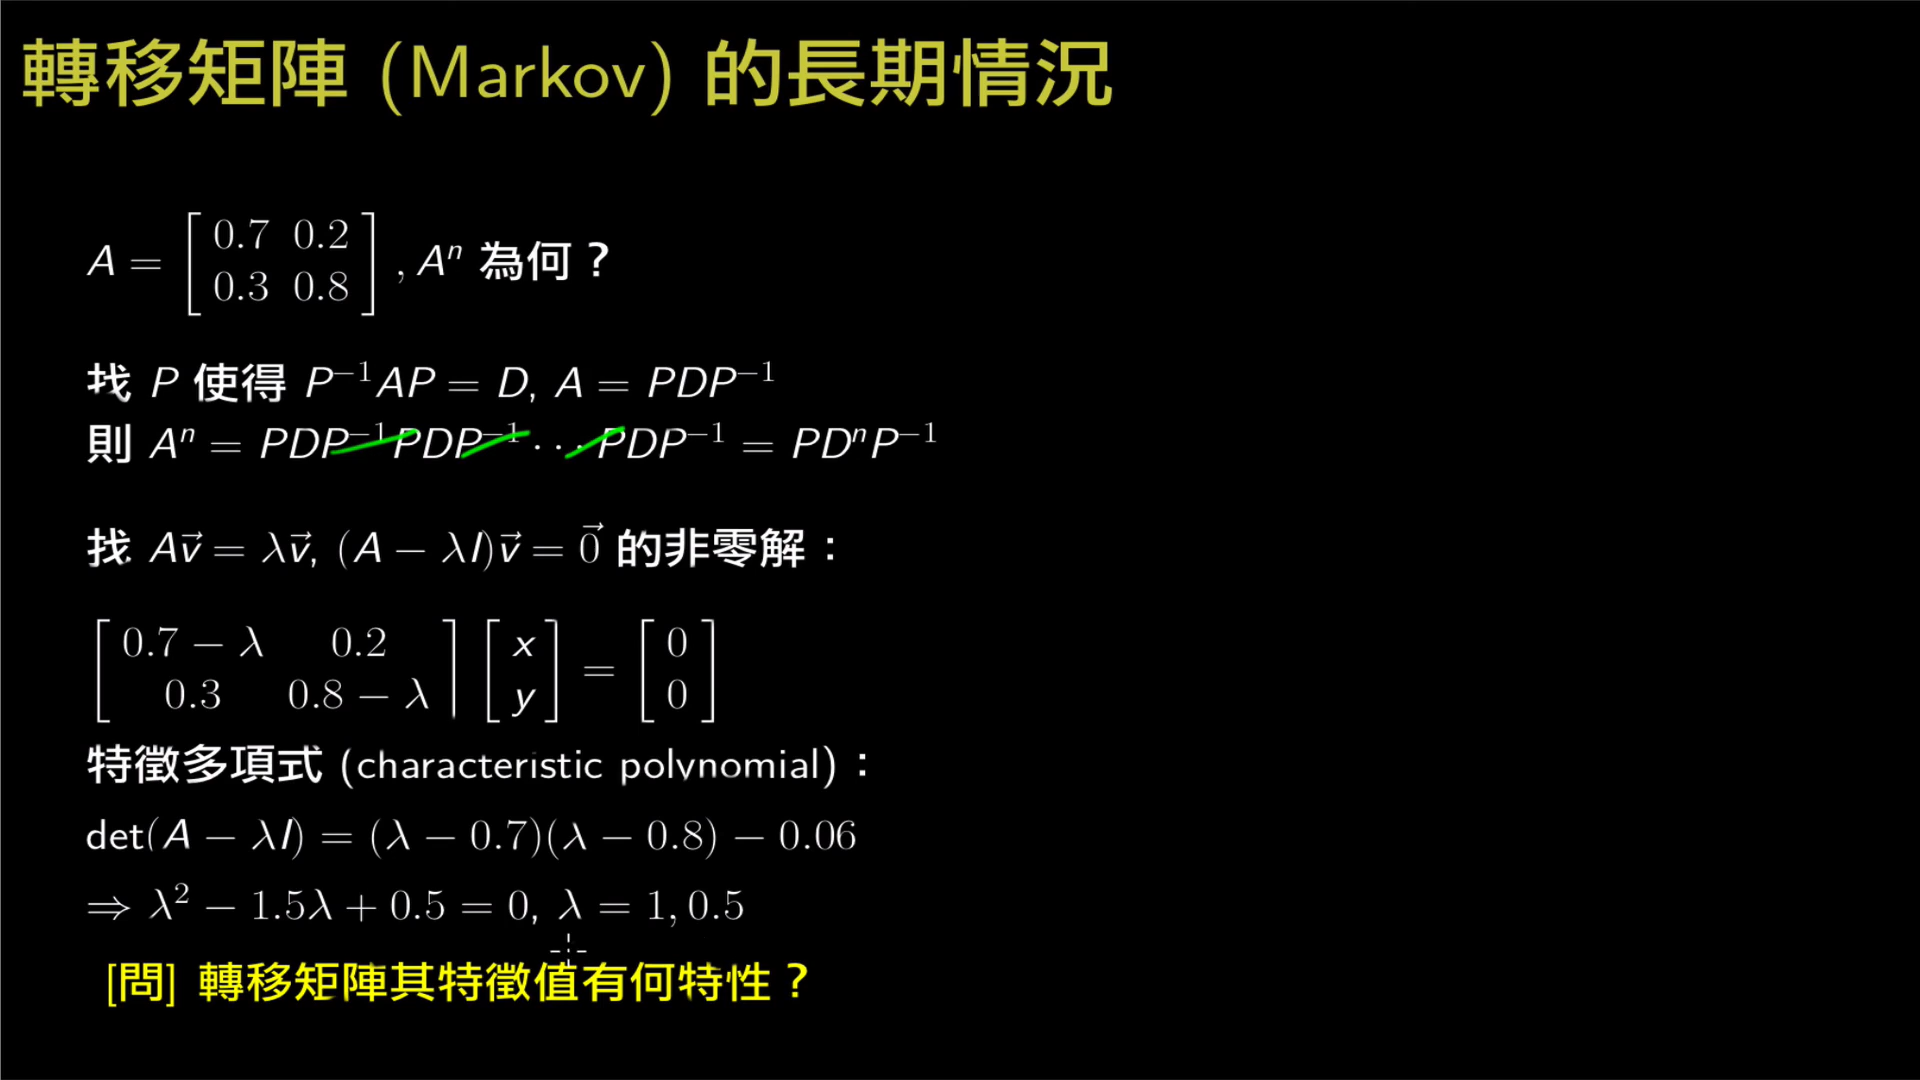 轉移矩陣 (Markov) 的長期情況
A = [ 0.7 0.2 ; 0.3 0.8 ] , Aⁿ 為何？
找 P 使得 P⁻¹AP = D, A = PDP⁻¹
則 Aⁿ = PDP⁻¹PDP⁻¹ ··· PDP⁻¹ = PDⁿP⁻¹
找 Av⃗ = λv⃗, (A − λI)v⃗ = 0⃗ 的非零解：
[ 0.7 − λ 0.2 ; 0.3 0.8 − λ ] [ x ; y ] = [ 0 ; 0 ]
特徵多項式 (characteristic polynomial)：
det(A − λI) = (λ − 0.7)(λ − 0.8) − 0.06
⇒ λ² − 1.5λ + 0.5 = 0, λ = 1, 0.5
[問] 轉移矩陣其特徵值有何特性？